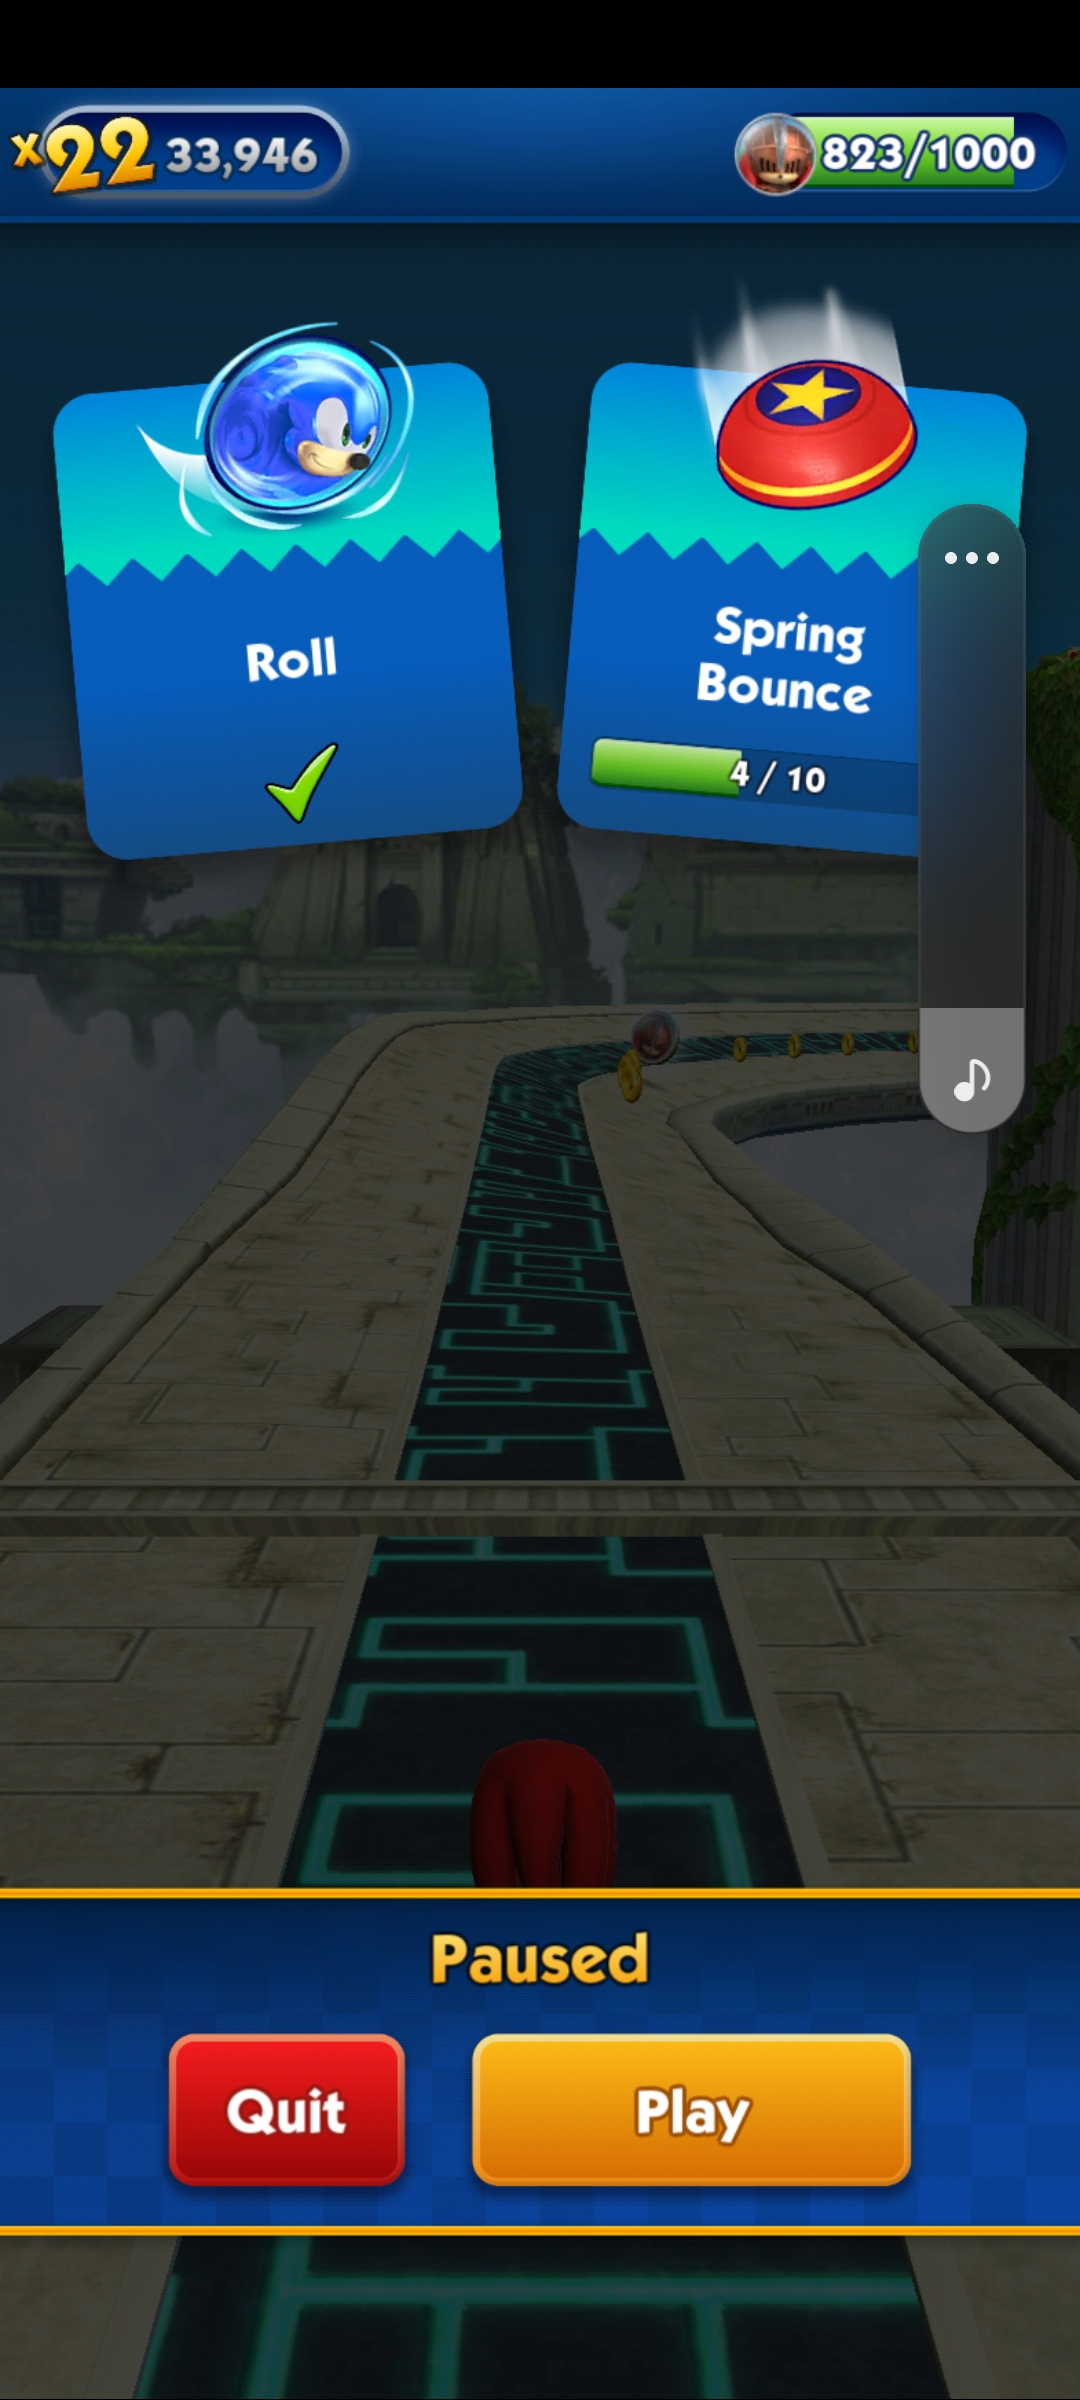 x22 33,946
823/1000
Roll
Spring
Bounce
4 / 10
Paused
Quit
Play